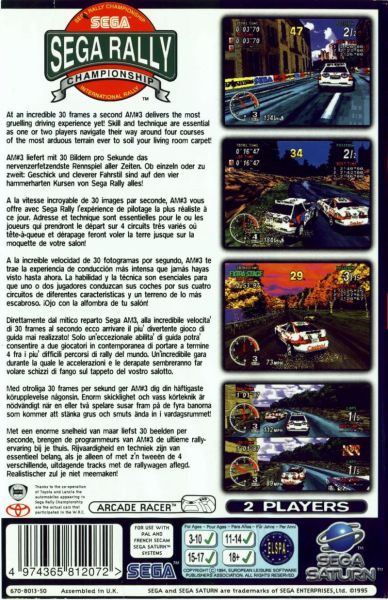 SEGA RALLY CHAMPIONSHIP
SEGA
SEGA RALLY
CHAMPIONSHIP
INTERNATIONAL RALLY
TM
At an incredible 30 frames a second AM#3 delivers the most
gruelling driving experience yet! Skill and technique are essential
as one or two players navigate their way around four courses
of the most arduous terrain ever to soil your living room carpet!
AM#3 liefert mit 30 Bildern pro Sekunde das
nervenzerfetzendste Rennspiel aller Zeiten. Ob einzeln oder zu
zweit: Geschick und cleverer Fahrstil sind auf den vier
hammerharten Kursen von Sega Rally alles!
A la vitesse incroyable de 30 images par seconde, AM#3 vous
offre avec Sega Rally l'expérience de pilotage la plus réaliste à
ce jour. Adresse et technique sont essentielles pour le ou les
joueurs qui prendront le départ sur 4 circuits très variés où
tête-à-queue et dérapage feront voler la terre jusque sur la
moquette de votre salon!
A la increible velocidad de 30 fotogramas por segundo, AM#3 te
trae la experiencia de conducción más intensa que jamás hayas
visto hasta ahora. La habilidad y la técnica son esenciales para
que uno o dos jugadores conduzcan sus coches por sus cuatro
circuitos de diferentes características y un terreno de lo más
escabroso. ¡Ojo con la alfombra de tu salón!
Direttamente dal mitico reparto Sega AM3, alla incredibile velocita'
di 30 frames al secondo ecco arrivare il piu' divertente gioco di
guida mai realizzato! Solo un'eccezionale abilita' di guida potra'
consentire a due giocatori in contemporanea di portare a termine
4 fra i piu' difficili percorsi di rally del mondo. Un'incredibile gara
durante la quale le accelerazioni e le derapate sembreranno far
volare schizzi di fango sul tappeto del vostro salotto.
Med otroliga 30 frames per sekund ger AM#3 dig din häftigaste
körupplevelse någonsin. Enorm skicklighet och vass körteknik är
nödvändigt när en eller två spelare susar fram på de fyra banorna
som kommer att stänka grus och smuts ända in i vardagsrummet!
Met een enorme snelheid van maar liefst 30 beelden per
seconde, brengen de programmeurs van AM#3 de ultieme rally-
ervaring bij je thuis. Rijvaardigheid en techniek zijn van
essentieel belang, als je alleen of met z'n tweeën de 4
verschillende, uitdagende tracks met de rallywagen aflegd.
Realistischer zul je niet meemaken!
47
2
0'03"70
SEGA
134km/h
34
2
0'16"47
29
EXTRA STAGE
3
73MPH
Thanks to the co-operation
of Toyota and Lancia the
automobiles appearing in
Sega Rally Championship
are the actual cars that
participated in the W.R.C.
ARCADE RACER
2 PLAYERS
4 974365 812072 >
FOR USE WITH
PAL AND
FRENCH SECAM
SEGA SATURN™
SYSTEMS
SEGA
For Ages - Pour Ages - Para Años - Für Jahre - Per Anni
3-10 ✓
11-14 ✓
15-17 ✓
18+ ✓
ELSPA
COPYRIGHT © 1994, EUROPEAN LEISURE SOFTWARE
PUBLISHERS ASSOCIATION. ALL RIGHTS RESERVED
SEGA SATURN
670-8013-50
Assembled in U.K.
SEGA and SEGA SATURN are trademarks of SEGA ENTERPRISES, Ltd. ©1995